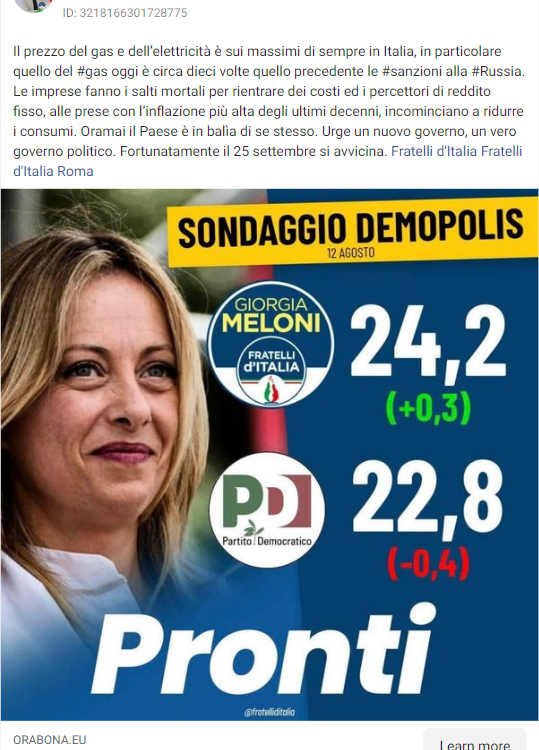 ID: 3218166301728775
Il prezzo del gas e dell’elettricità è sui massimi di sempre in Italia, in particolare
quello del #gas oggi è circa dieci volte quello precedente le #sanzioni alla #Russia.
Le imprese fanno i salti mortali per rientrare dei costi ed i percettori di reddito
fisso, alle prese con l’inflazione più alta degli ultimi decenni, incominciano a ridurre
i consumi. Oramai il Paese è in balìa di se stesso. Urge un nuovo governo, un vero
governo politico. Fortunatamente il 25 settembre si avvicina. Fratelli d'Italia Fratelli
d'Italia Roma
SONDAGGIO DEMOPOLIS
12 AGOSTO
GIORGIA
MELONI
FRATELLI
d'ITALIA
24,2
(+0,3)
PD
Partito Democratico
22,8
(-0,4)
Pronti
@fratelliditalia
ORABONA.EU
Learn more